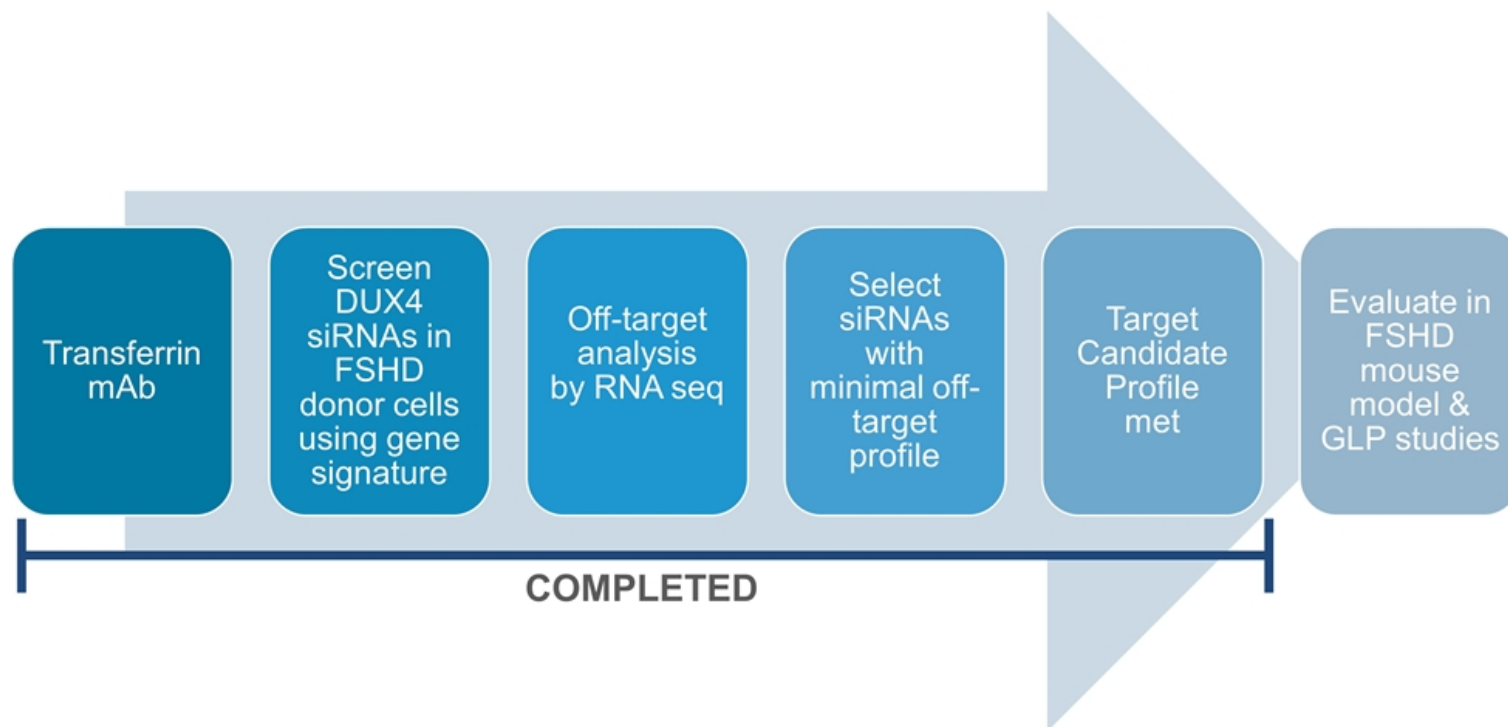 Transferrin
mAb
Screen
DUX4
siRNAs in
FSHD
donor cells
using gene
signature
Off-target
analysis
by RNA seq
Select
siRNAs
with
minimal off-
target
profile
Target
Candidate
Profile
met
Evaluate in
FSHD
mouse
model &
GLP studies
COMPLETED